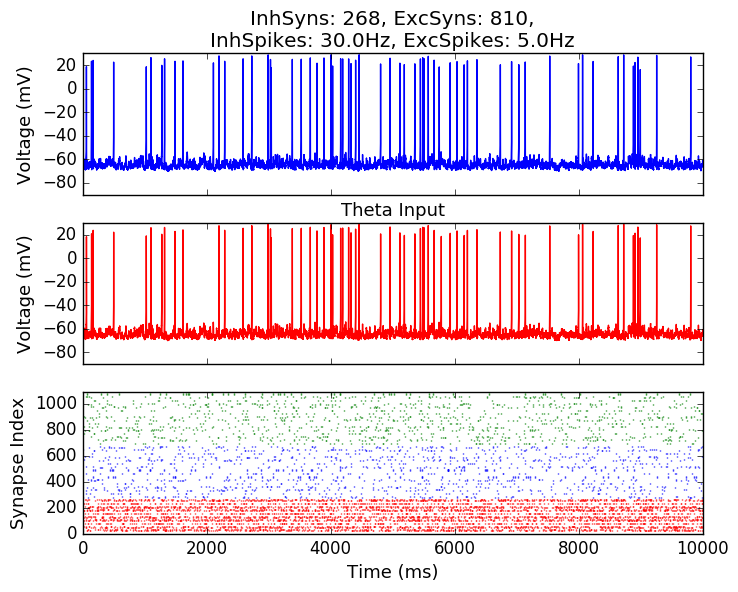 InhSyns: 268, ExcSyns: 810,
InhSpikes: 30.0Hz, ExcSpikes: 5.0Hz
Voltage (mV)
20
0
−20
−40
−60
−80
Theta Input
Voltage (mV)
20
0
−20
−40
−60
−80
Synapse Index
1000
800
600
400
200
0
0 2000 4000 6000 8000 10000
Time (ms)